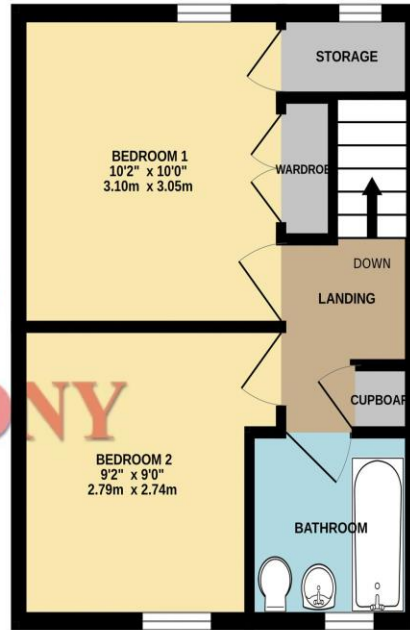 STORAGE
BEDROOM 1
10'2" x 10'0"
3.10m x 3.05m
WARDROBE
DOWN
LANDING
CUPBOAR
BEDROOM 2
9'2" x 9'0"
2.79m x 2.74m
BATHROOM
ONY